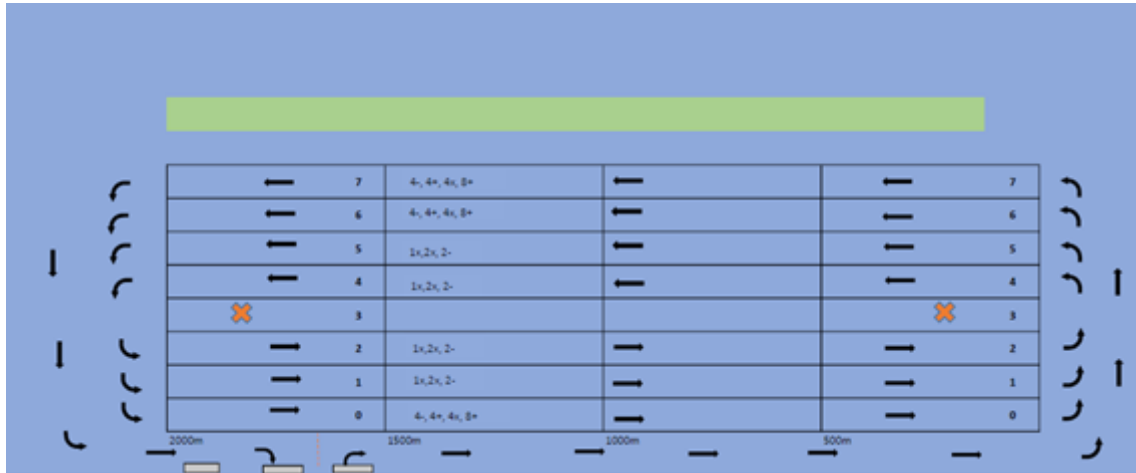 7 4-, 4+, 4x, 8+ 7
6 4-, 4+, 4x, 8+ 6
5 1x,2x, 2- 5
4 1x,2x, 2- 4
3 3
2 1x,2x, 2- 2
1 1x,2x, 2- 1
0 4-, 4+, 4x, 8+ 0
2000m 1500m 1000m 500m